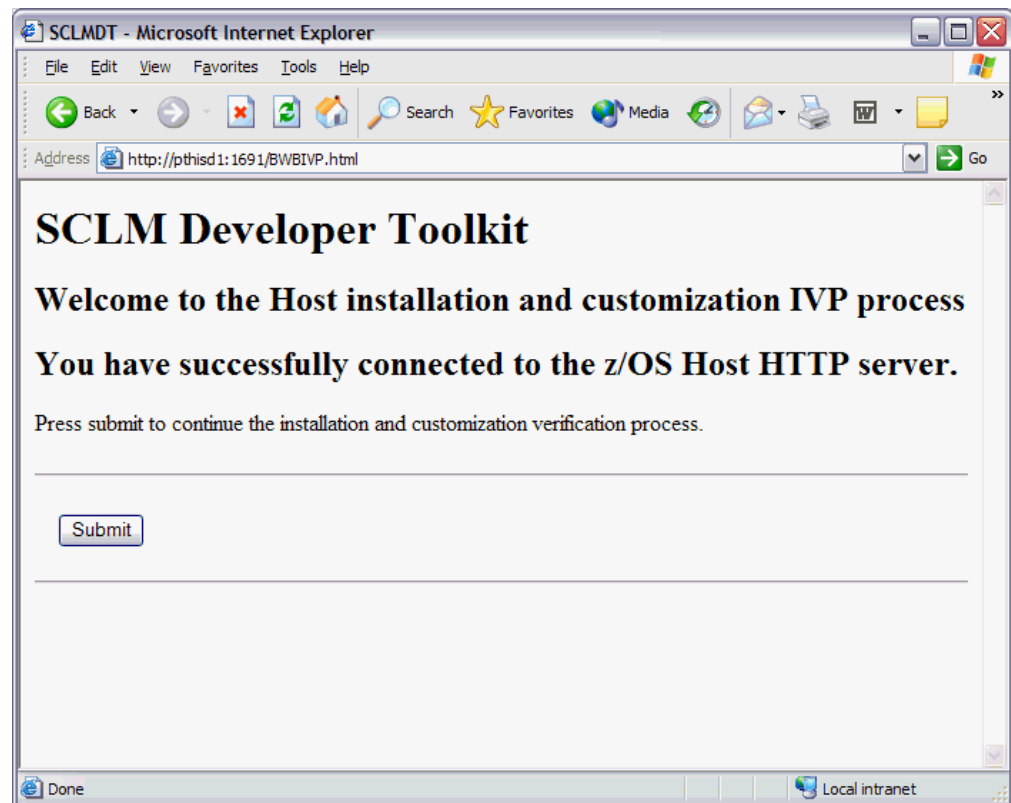 SCLMDT - Microsoft Internet Explorer
File Edit View Favorites Tools Help
Back Search Favorites Media W »
Address http://pthisd1:1691/BWBIVP.html Go
SCLM Developer Toolkit
Welcome to the Host installation and customization IVP process
You have successfully connected to the z/OS Host HTTP server.
Press submit to continue the installation and customization verification process.
Submit
Done Local intranet